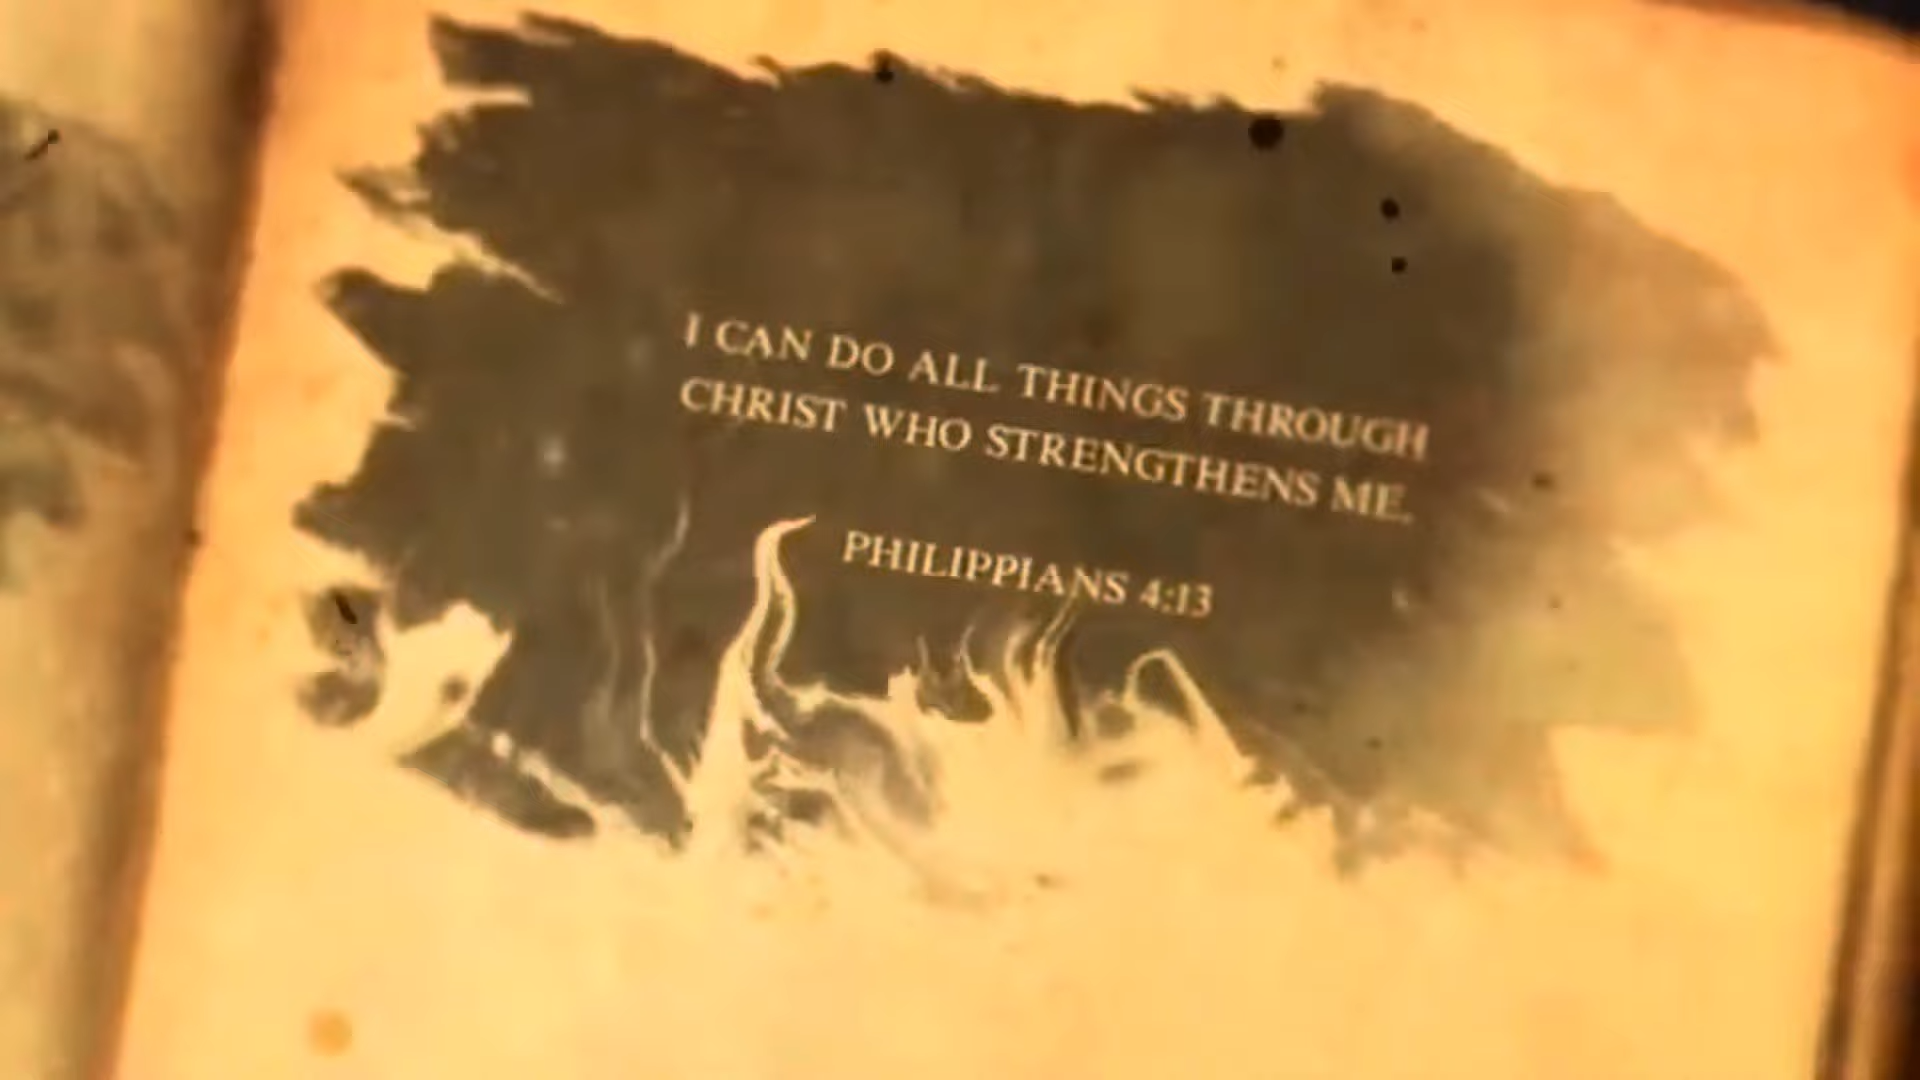 I CAN DO ALL THINGS THROUGH
CHRIST WHO STRENGTHENS ME.
PHILIPPIANS 4:13